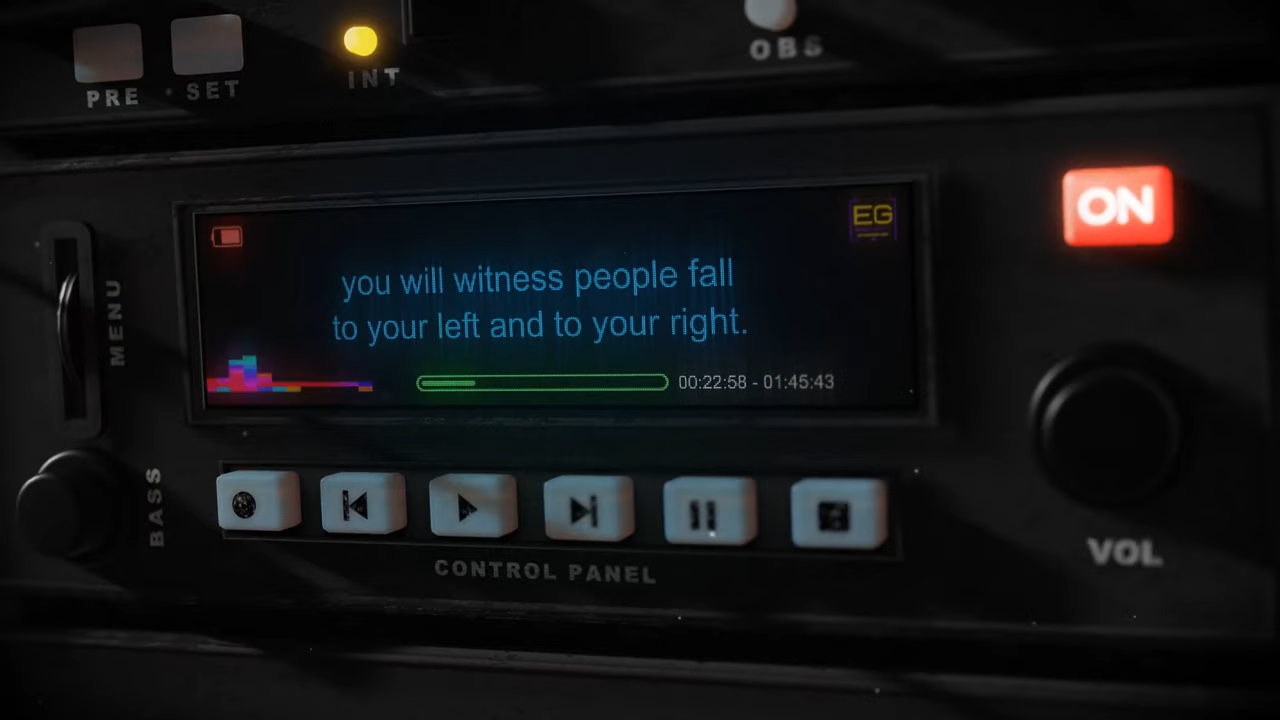 PRE • SET
INT
OBS
ON
EG
you will witness people fall
to your left and to your right.
00:22:58 - 01:45:43
MENU
BASS
CONTROL PANEL
VOL